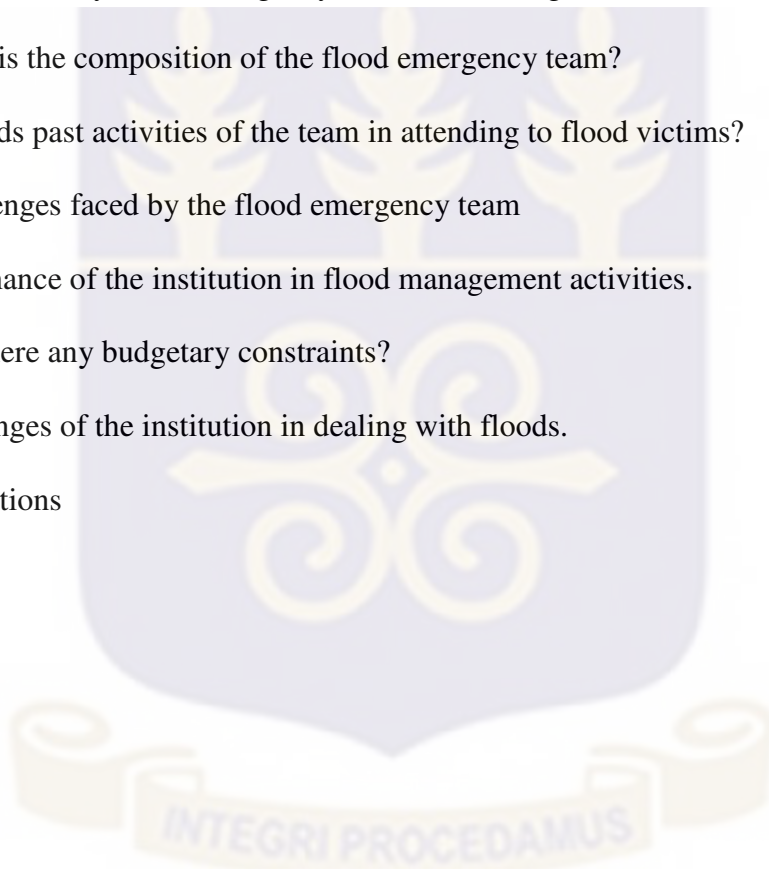 is the composition of the flood emergency team?
ds past activities of the team in attending to flood victims?
enges faced by the flood emergency team
nance of the institution in flood management activities.
ere any budgetary constraints?
nges of the institution in dealing with floods.
tions
INTEGRI PROCEDAMUS